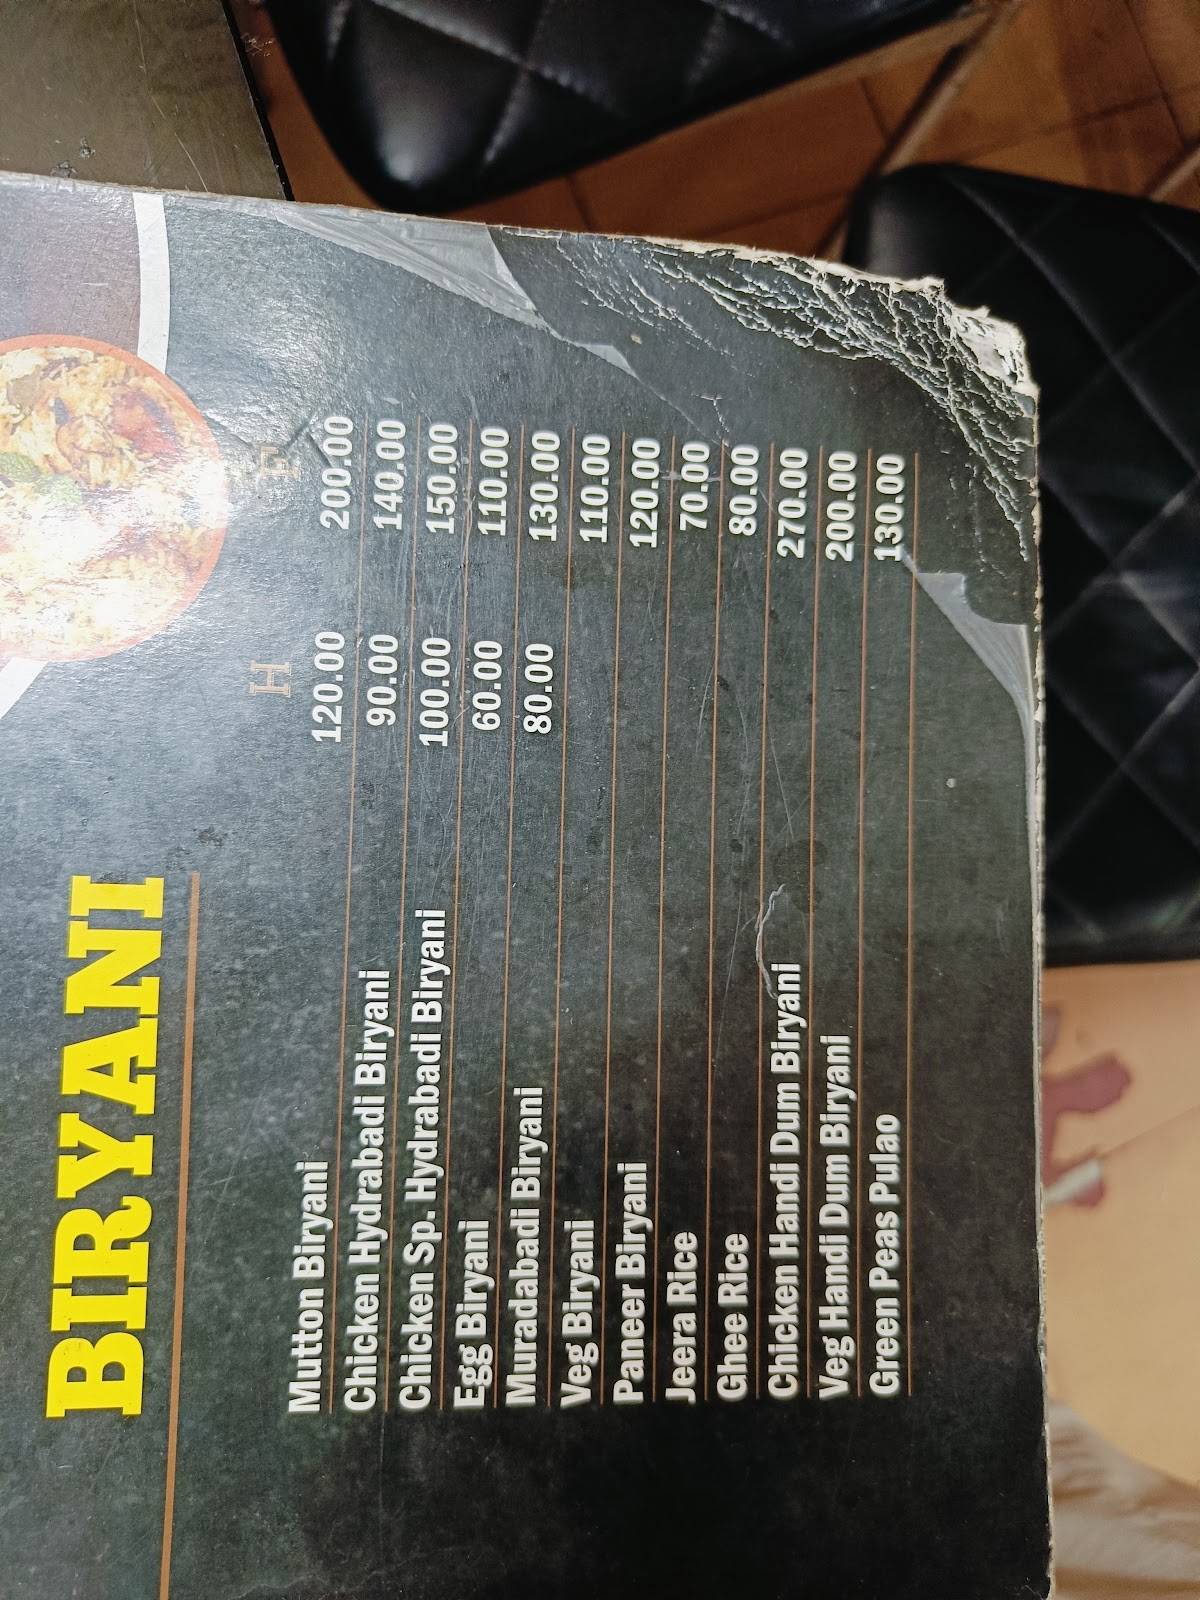 BIRYANI
H F
Mutton Biryani 120.00 200.00
Chicken Hydrabadi Biryani 90.00 140.00
Chicken Sp. Hydrabadi Biryani 100.00 150.00
Egg Biryani 60.00 110.00
Muradabadi Biryani 80.00 130.00
Veg Biryani 110.00
Paneer Biryani 120.00
Jeera Rice 70.00
Ghee Rice 80.00
Chicken Handi Dum Biryani 270.00
Veg Handi Dum Biryani 200.00
Green Peas Pulao 130.00